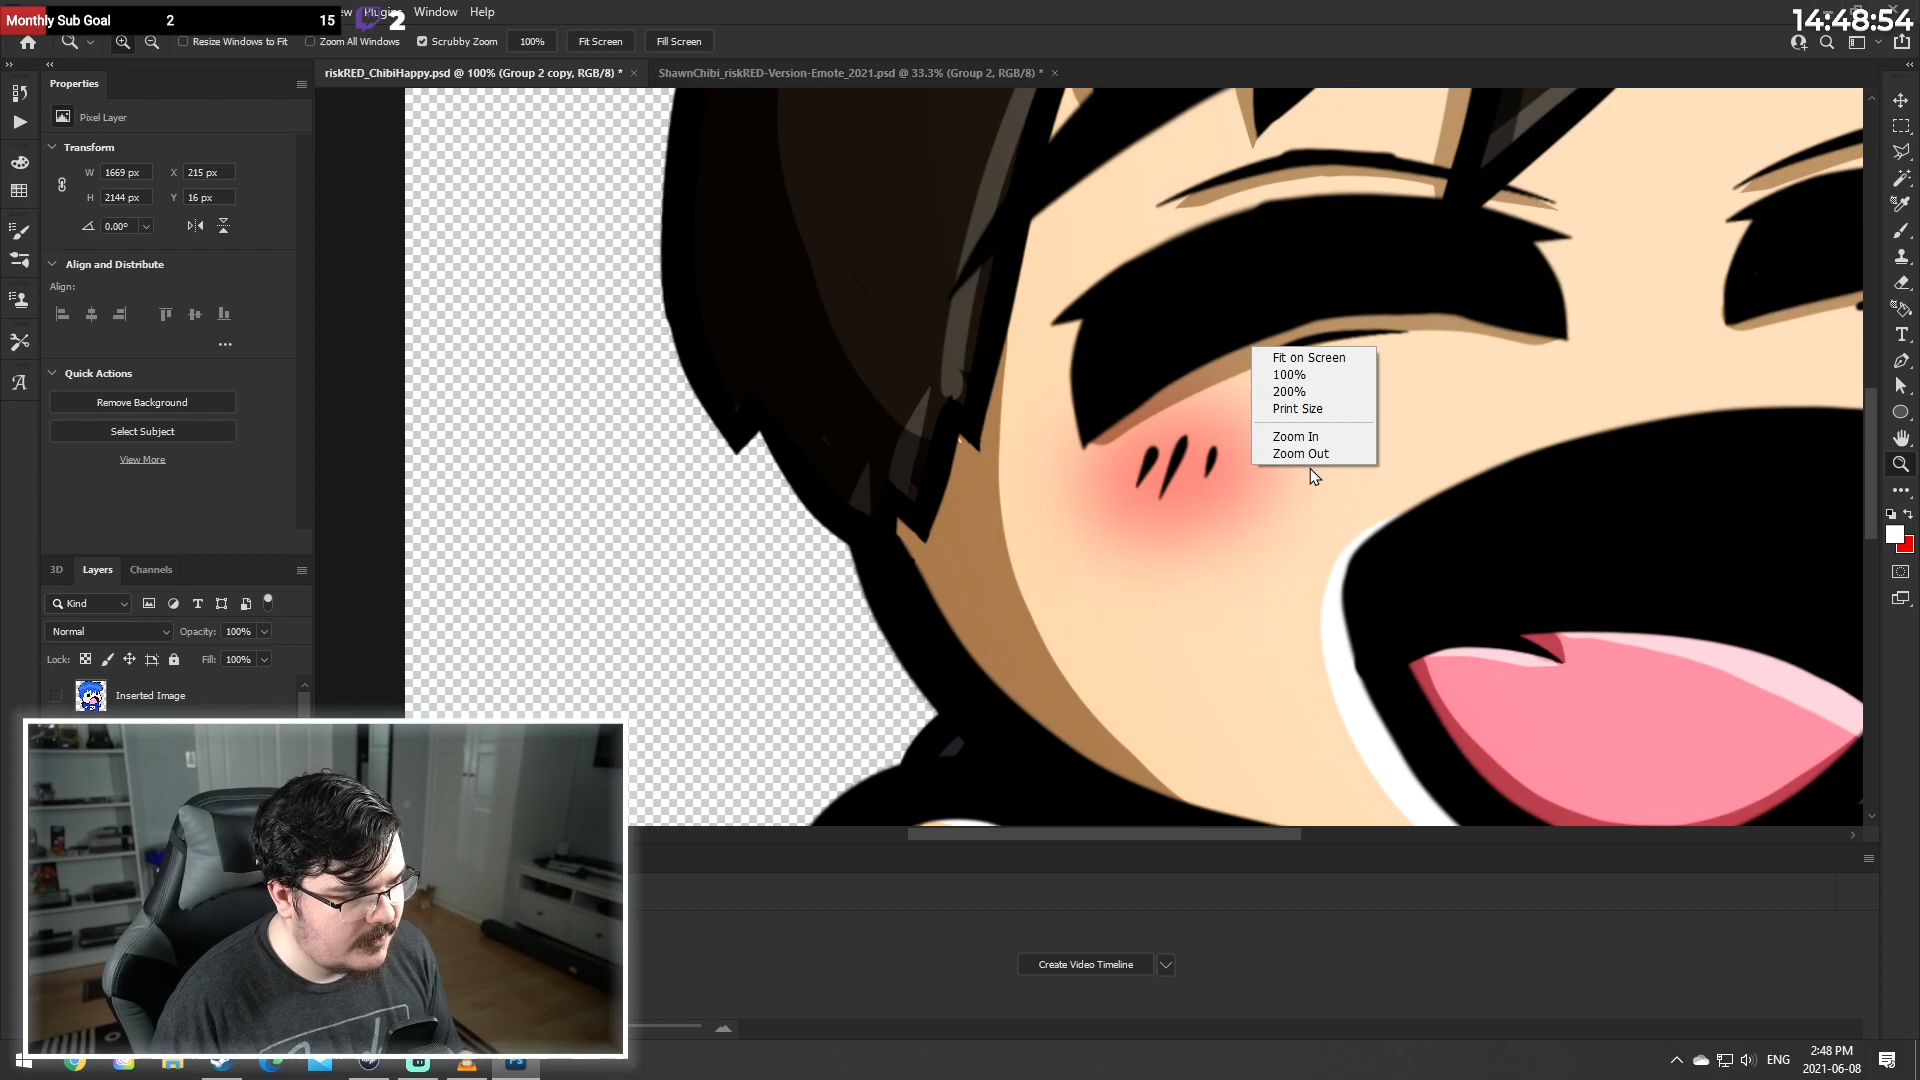 Monthly Sub Goal 2 15
2
14:48:54
Plugins Window Help
Resize Windows to Fit Zoom All Windows Scrubby Zoom 100% Fit Screen Fill Screen
Properties
riskRED_ChibiHappy.psd @ 100% (Group 2 copy, RGB/8) *
ShawnChibi_riskRED-Version-Emote_2021.psd @ 33.3% (Group 2, RGB/8) *
Pixel Layer
Transform
W 1669 px X 215 px
H 2144 px Y 16 px
0.00°
Align and Distribute
Align:
Quick Actions
Remove Background
Select Subject
View More
Fit on Screen
100%
200%
Print Size
Zoom In
Zoom Out
3D Layers Channels
Kind
Normal Opacity: 100%
Lock: Fill: 100%
Inserted Image
Create Video Timeline
Ps
ENG
2:48 PM
2021-06-08